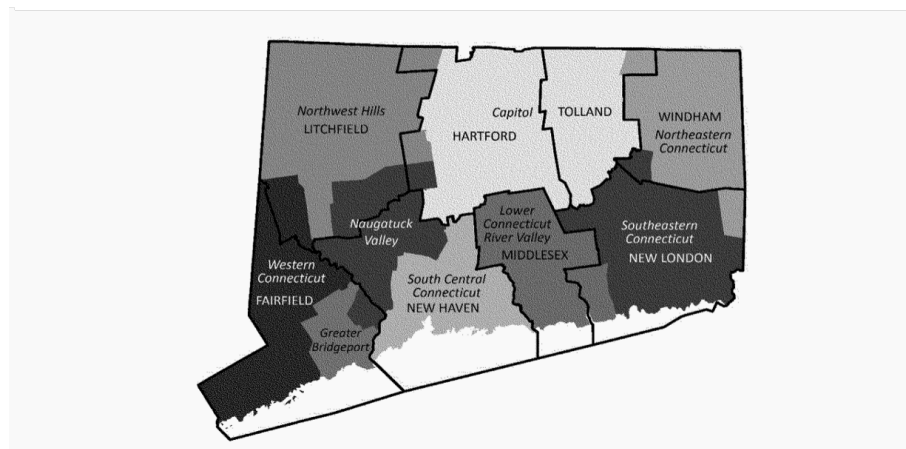 Northwest Hills
LITCHFIELD
Capitol
HARTFORD
TOLLAND
WINDHAM
Northeastern
Connecticut
Naugatuck
Valley
Lower
Connecticut
River Valley
MIDDLESEX
Southeastern
Connecticut
NEW LONDON
Western
Connecticut
FAIRFIELD
South Central
Connecticut
NEW HAVEN
Greater
Bridgeport